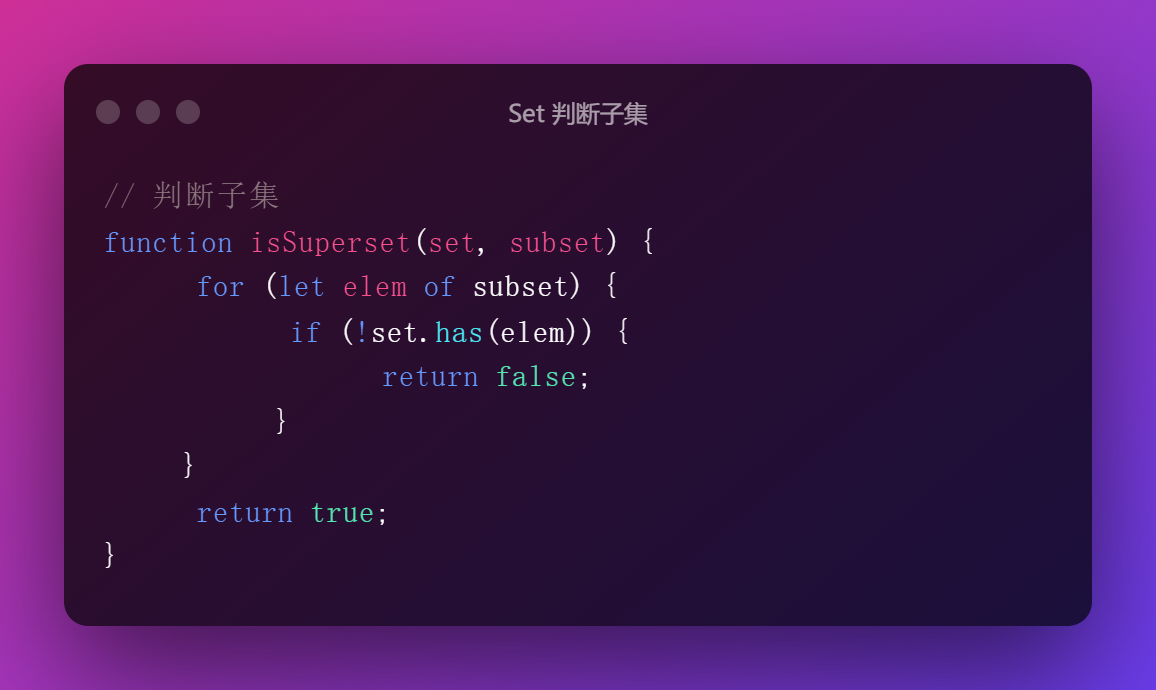 Set 判断子集
// 判断子集
function isSuperset(set, subset) {
for (let elem of subset) {
if (!set.has(elem)) {
return false;
}
}
return true;
}